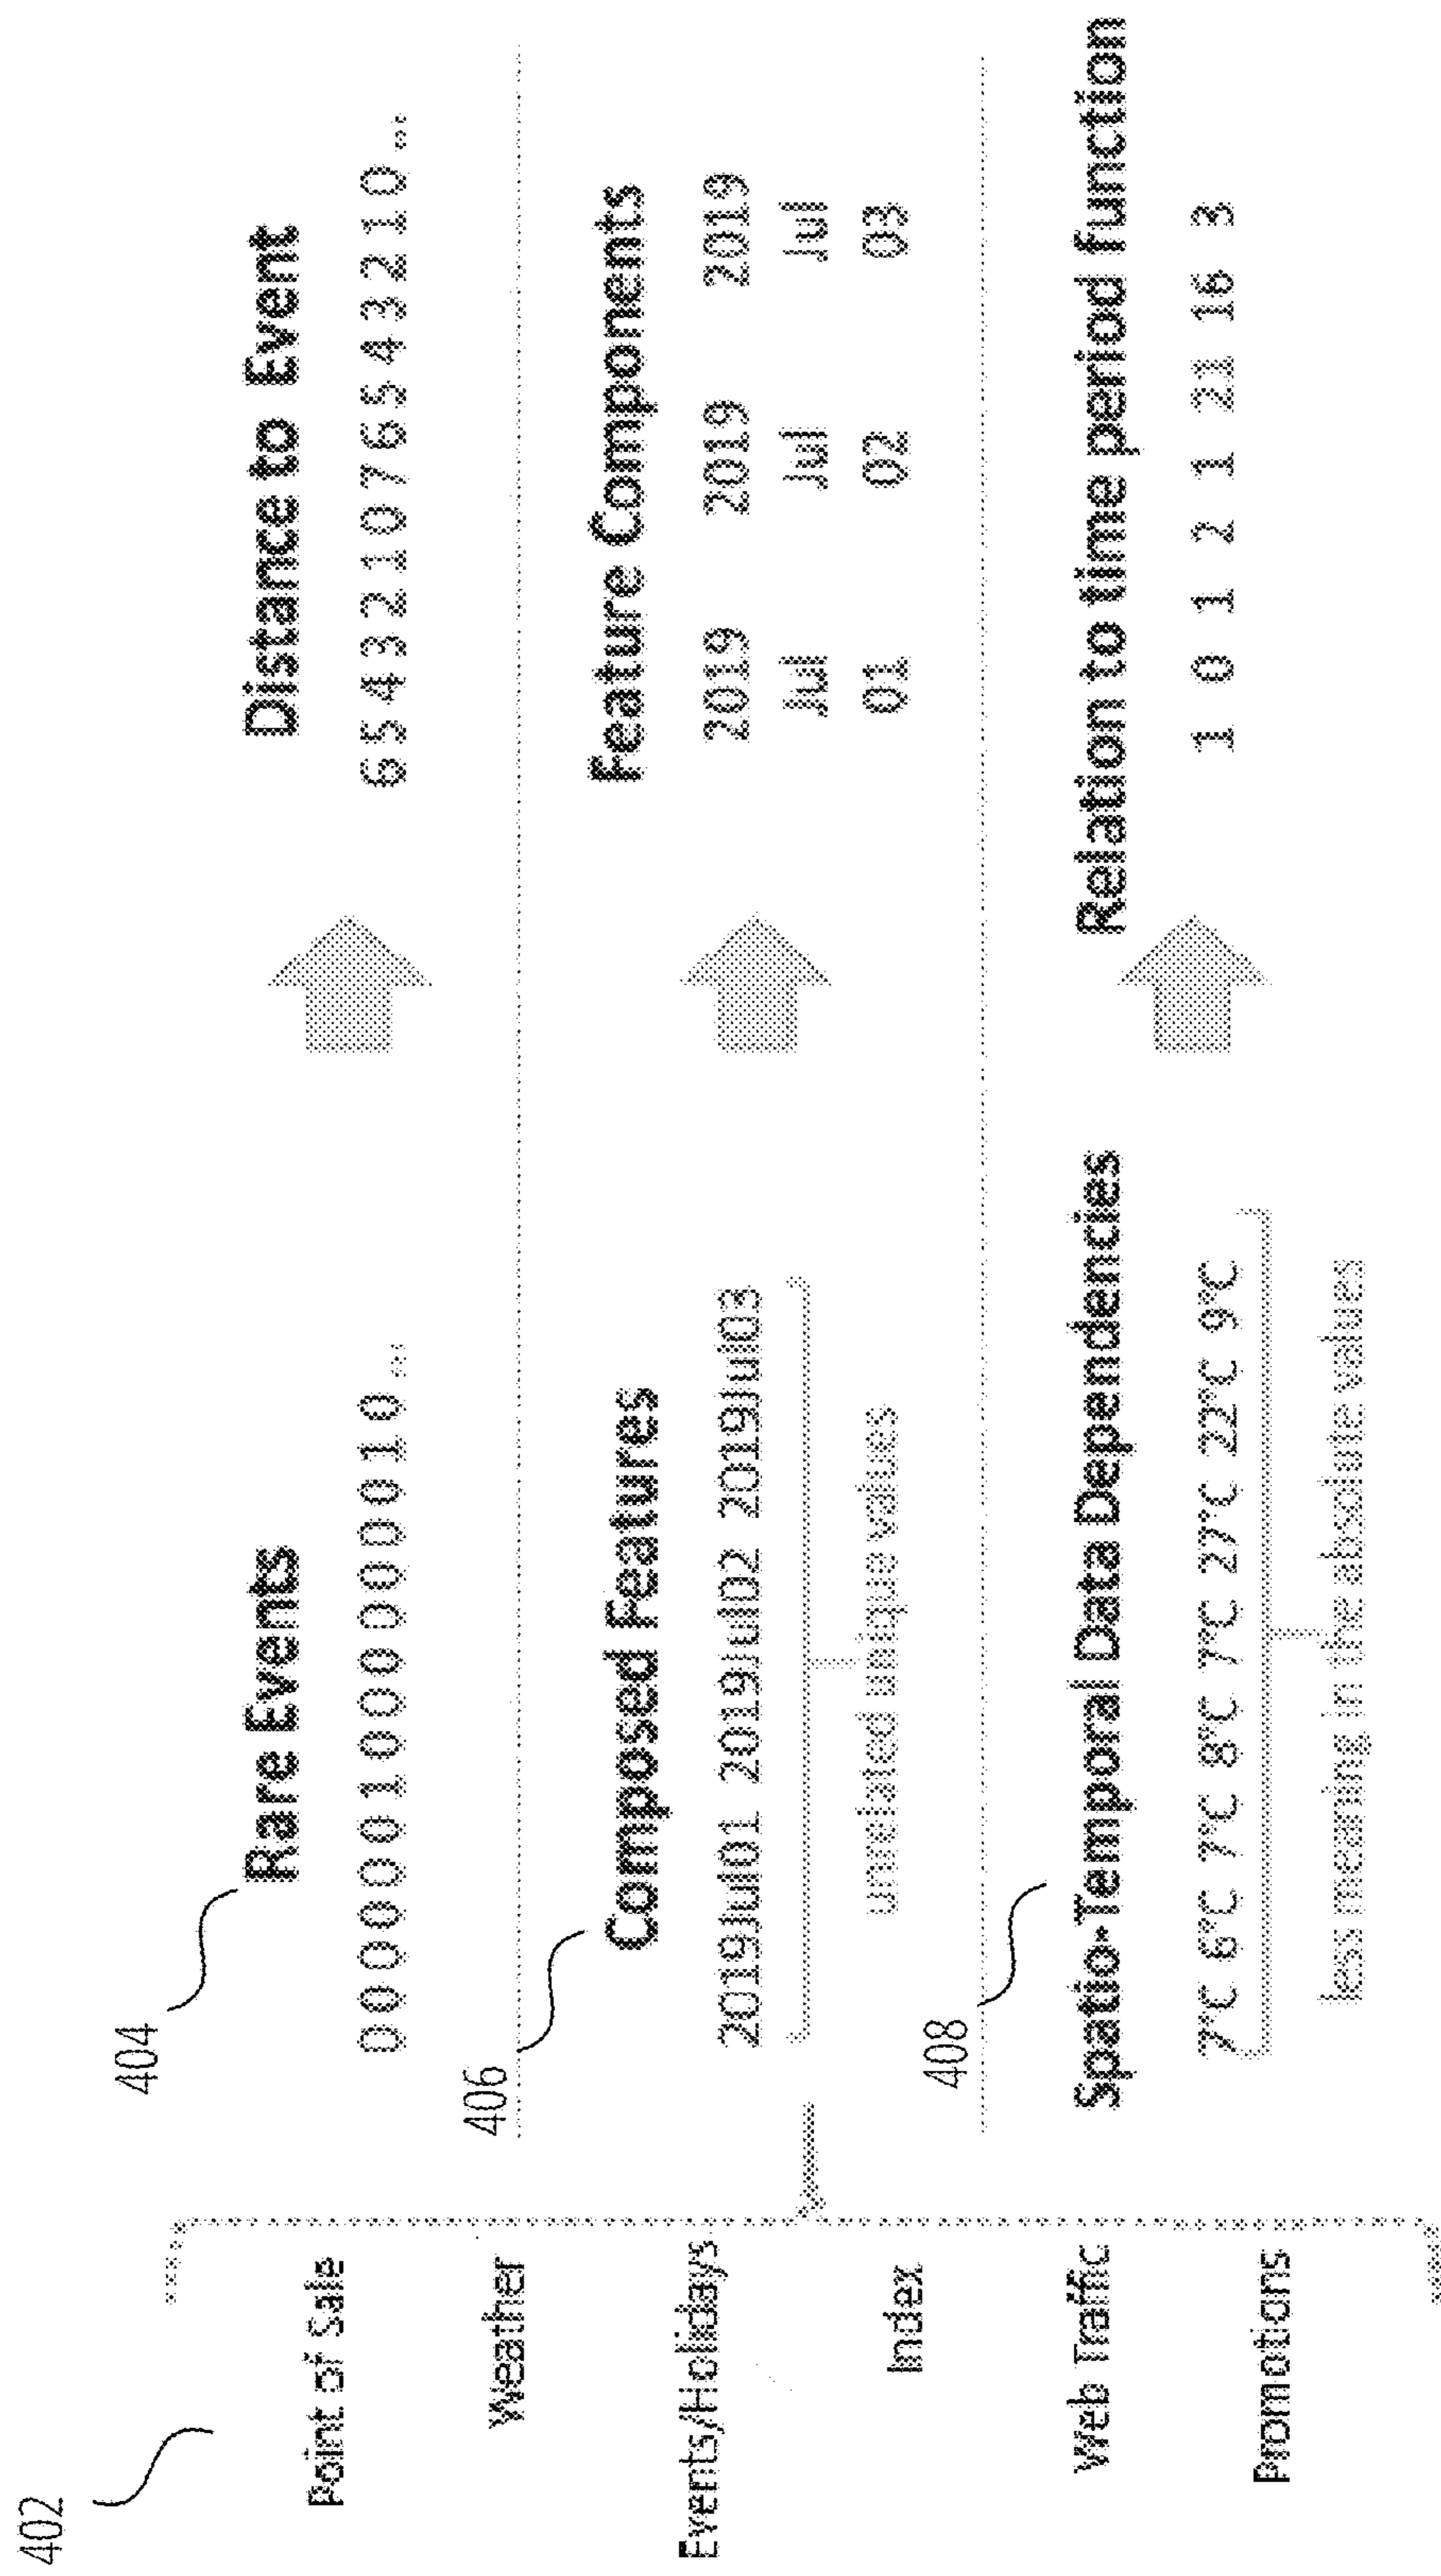 402
Point of Sale
Weather
Events/Holidays
Index
Web Traffic
Promotions
404
Rare Events
0 0 0 0 0 0 1 0 0 0 0 0 0 0 1 0 ...
Distance to Event
6 5 4 3 2 1 0 7 6 5 4 3 2 1 0 ...
406
Composed Features
2019Jul01 2019Jul02 2019Jul03
unrelated unique values
Feature Components
2019 2019 2019
Jul Jul Jul
01 02 03
408
Spatio-Temporal Data Dependencies
7°C 6°C 7°C 8°C 7°C 27°C 22°C 9°C
less meaning in the absolute values
Relation to time period function
1 0 1 2 1 21 16 3